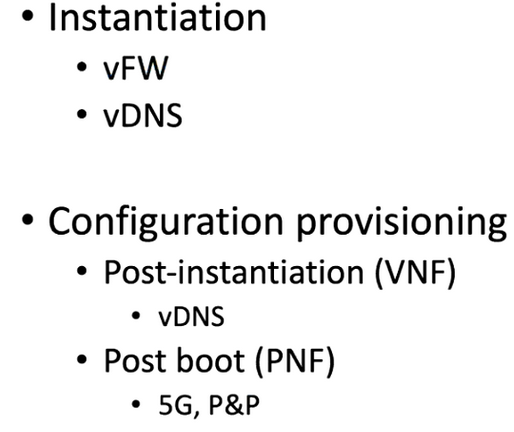 • Instantiation
• vFW
• vDNS
• Configuration provisioning
• Post-instantiation (VNF)
• vDNS
• Post boot (PNF)
• 5G, P&P